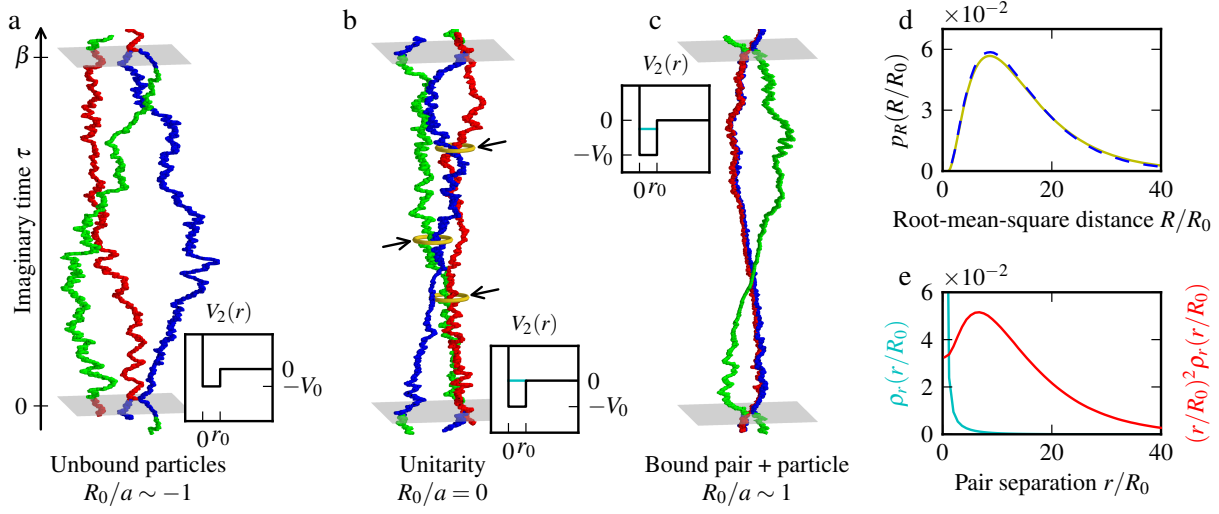 a
Imaginary time τ
β
0
V₂(r)
0
−V₀
0 r₀
Unbound particles
R₀/a ∼ −1
b
V₂(r)
0
−V₀
0 r₀
Unitarity
R₀/a = 0
c
V₂(r)
0
−V₀
0 r₀
Bound pair + particle
R₀/a ∼ 1
d
×10⁻²
p_R(R/R₀)
6
3
0
0 20 40
Root-mean-square distance R/R₀
e
×10⁻²
ρ_r(r/R₀)
6
4
2
0
0 20 40
(r/R₀)²ρ_r(r/R₀)
Pair separation r/R₀